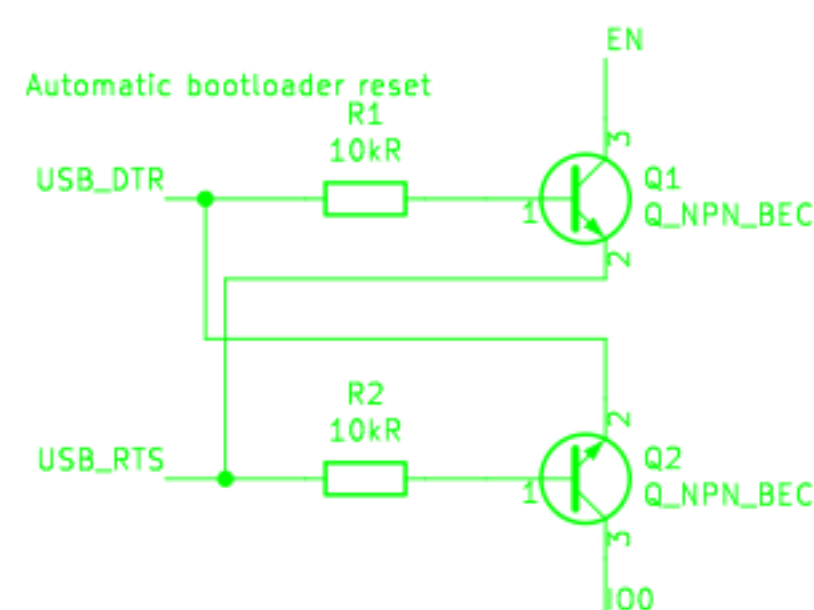 EN
Automatic bootloader reset
R1
10kR
3
USB_DTR
Q1
1
Q_NPN_BEC
2
R2
10kR
2
USB_RTS
Q2
1
Q_NPN_BEC
3
IO0